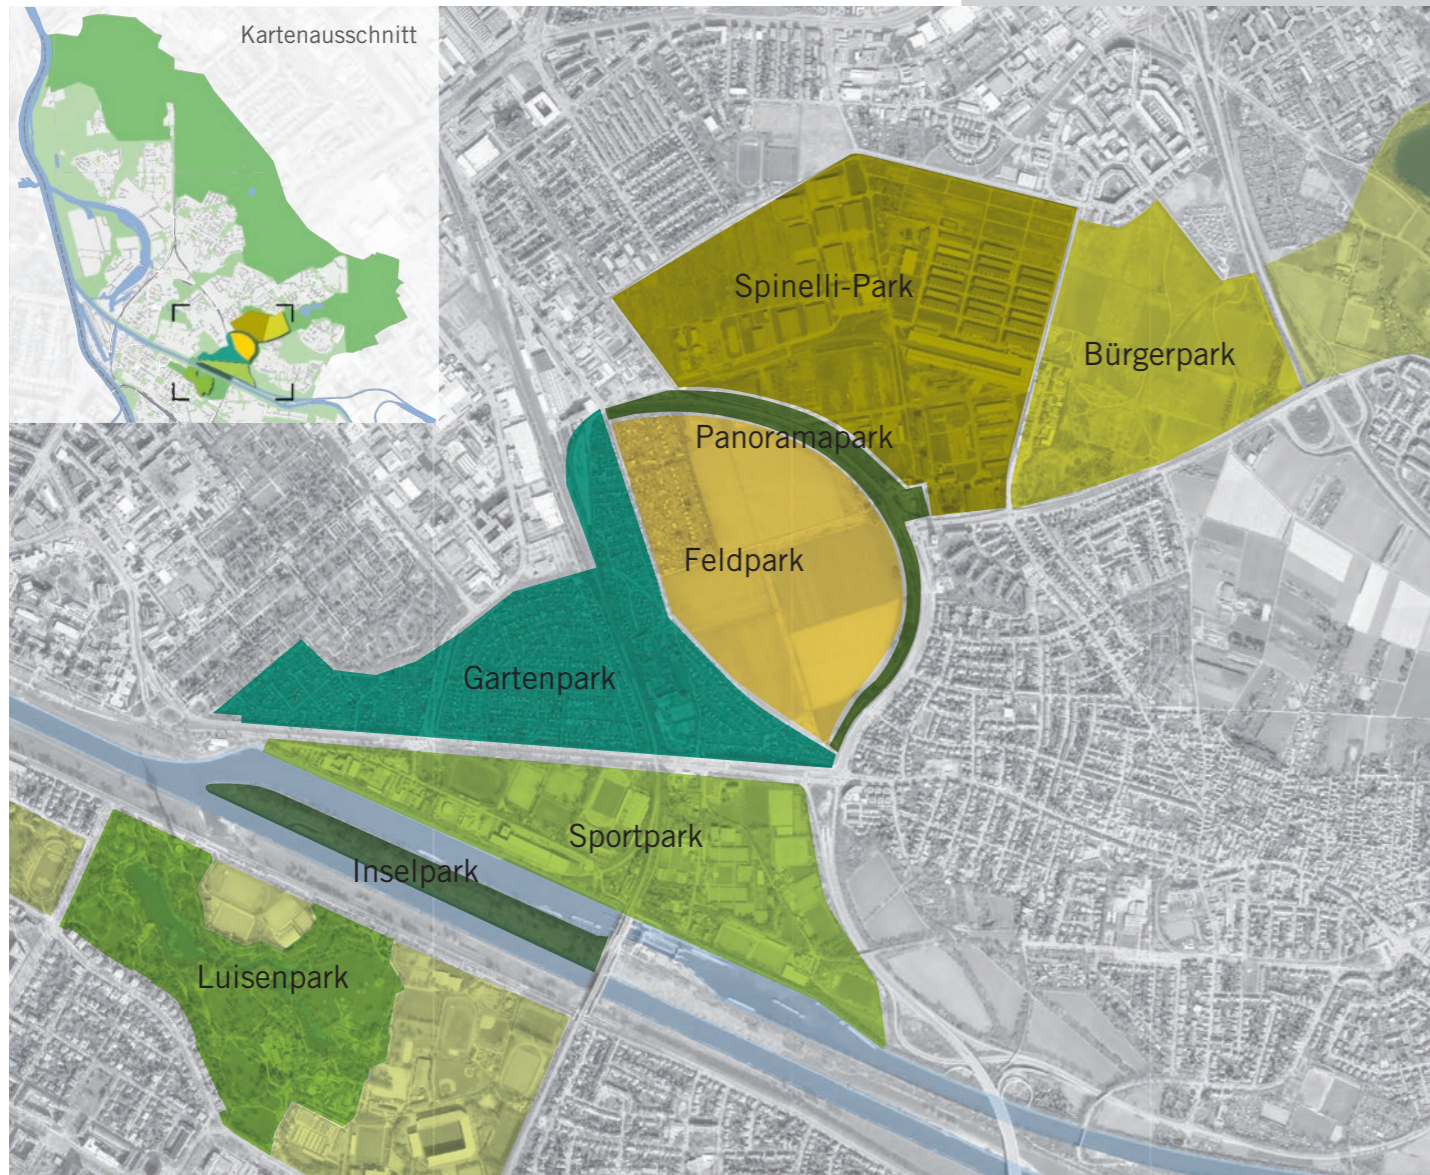 Kartenausschnitt
Spinelli-Park
Bürgerpark
Panoramapark
Feldpark
Gartenpark
Sportpark
Inselpark
Luisenpark